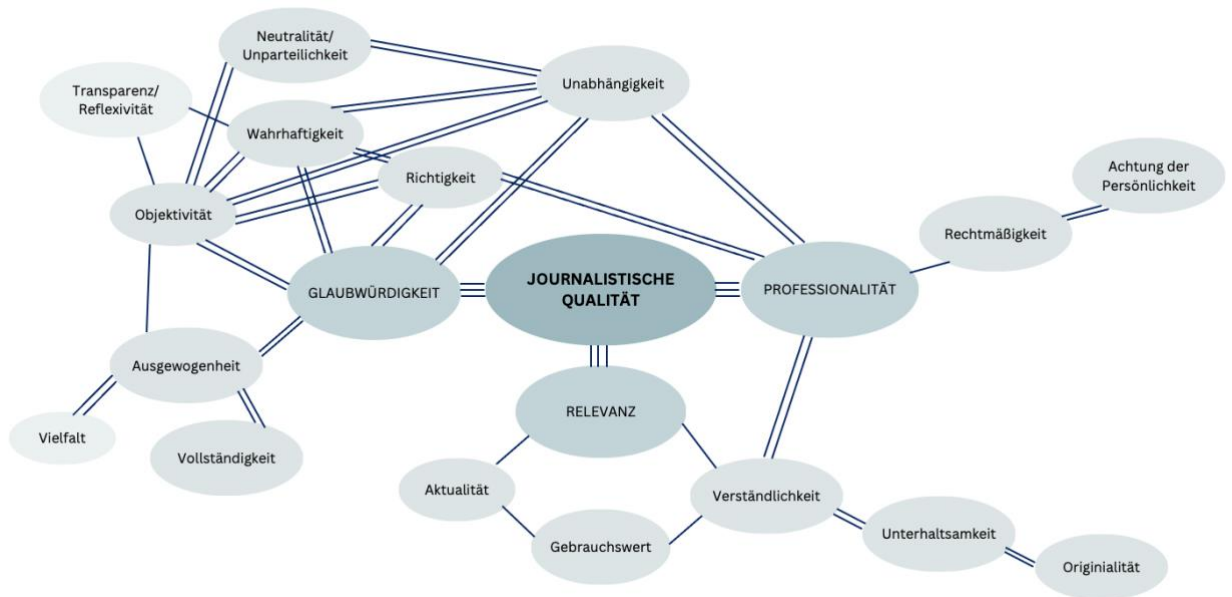 Neutralität/
Unparteilichkeit
Unabhängigkeit
Transparenz/
Reflexivität
Wahrhaftigkeit
Richtigkeit
Achtung der
Persönlichkeit
Objektivität
Rechtmäßigkeit
GLAUBWÜRDIGKEIT
JOURNALISTISCHE
QUALITÄT
PROFESSIONALITÄT
Ausgewogenheit
RELEVANZ
Vielfalt
Vollständigkeit
Aktualität
Verständlichkeit
Gebrauchswert
Unterhaltsamkeit
Originialität